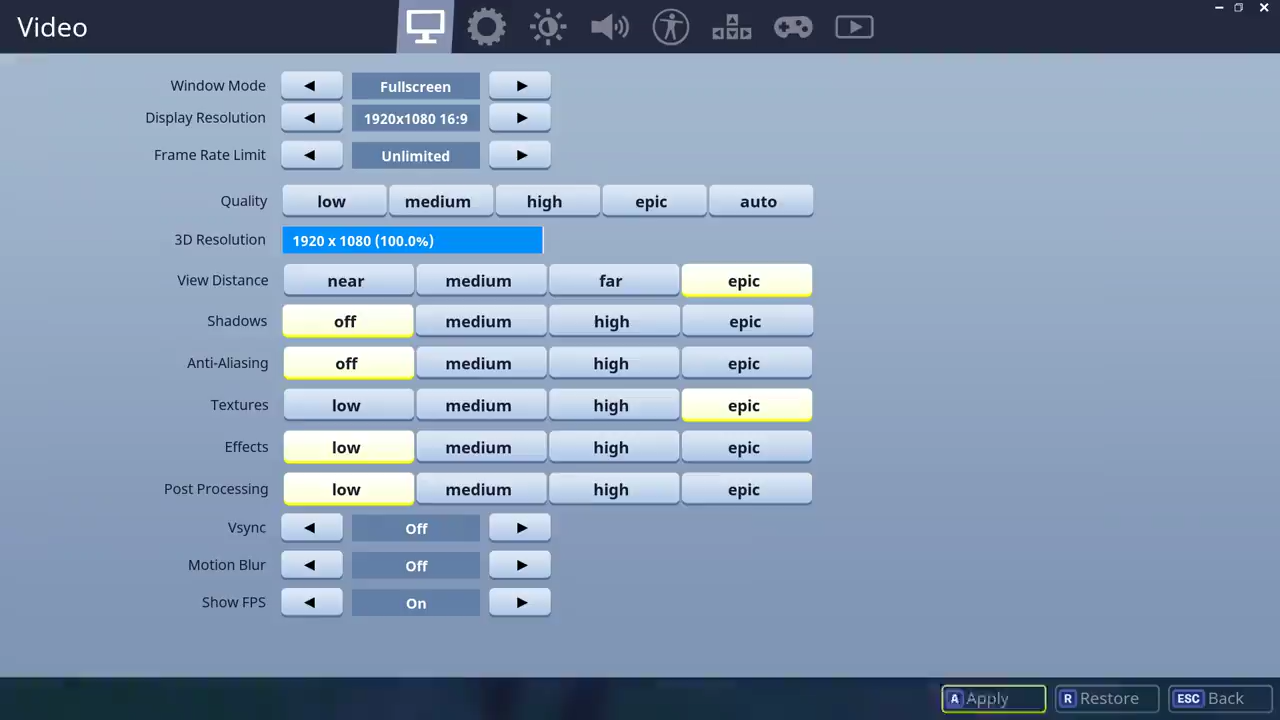 Video
Window Mode ◄ Fullscreen ►
Display Resolution ◄ 1920x1080 16:9 ►
Frame Rate Limit ◄ Unlimited ►
Quality low medium high epic auto
3D Resolution 1920 x 1080 (100.0%)
View Distance near medium far epic
Shadows off medium high epic
Anti-Aliasing off medium high epic
Textures low medium high epic
Effects low medium high epic
Post Processing low medium high epic
Vsync ◄ Off ►
Motion Blur ◄ Off ►
Show FPS ◄ On ►
A Apply R Restore ESC Back